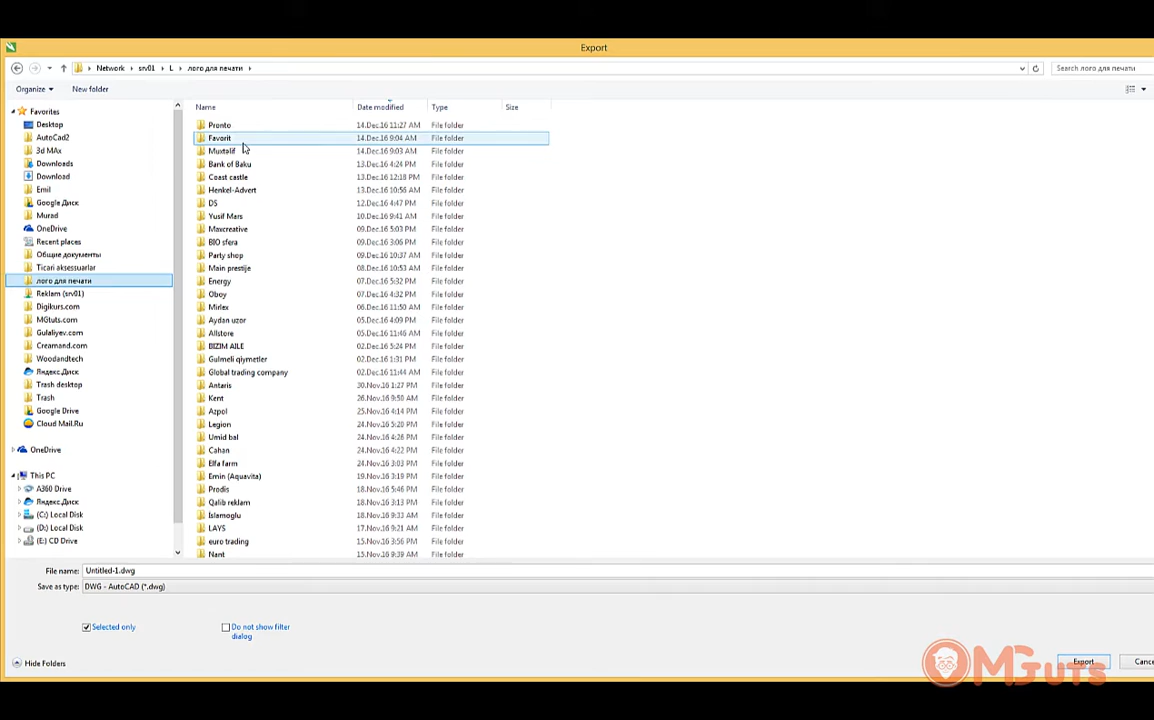 Export
Network ▸ srv01 ▸ L ▸ лого для печати ▸
Search лого для печати
Organize New folder
Name Date modified Type Size
Favorites
Desktop
AutoCad2
3d MAx
Downloads
Download
Emil
Google Диск
Murad
OneDrive
Recent places
Общие документы
Ticari aksessuarlar
лого для печати
Reklam (srv01)
Digikurs.com
MGtuts.com
Gulaliyev.com
Creamand.com
Woodandtech
Яндекс.Диск
Trash desktop
Trash
Google Drive
Cloud Mail.Ru
OneDrive
This PC
A360 Drive
Яндекс.Диск
(C:) Local Disk
(D:) Local Disk
(E:) CD Drive
Pronto 14.Dec.16 11:27 AM File folder
Favorit 14.Dec.16 9:04 AM File folder
Muxtəlif 14.Dec.16 9:03 AM File folder
Bank of Baku 13.Dec.16 4:24 PM File folder
Coast castle 13.Dec.16 12:18 PM File folder
Henkel-Advert 13.Dec.16 10:56 AM File folder
DS 12.Dec.16 4:47 PM File folder
Yusif Mars 10.Dec.16 9:41 AM File folder
Maxcreative 09.Dec.16 5:03 PM File folder
BIO sfera 09.Dec.16 3:06 PM File folder
Party shop 09.Dec.16 10:37 AM File folder
Main prestije 08.Dec.16 10:53 AM File folder
Energy 07.Dec.16 5:32 PM File folder
Oboy 07.Dec.16 4:32 PM File folder
Mirlex 06.Dec.16 11:50 AM File folder
Aydan uzor 05.Dec.16 4:09 PM File folder
Allstore 05.Dec.16 11:46 AM File folder
BIZIM AILE 02.Dec.16 5:24 PM File folder
Gulmeli qiymetler 02.Dec.16 1:31 PM File folder
Global trading company 02.Dec.16 11:44 AM File folder
Antaris 30.Nov.16 1:27 PM File folder
Kent 26.Nov.16 9:50 AM File folder
Azpol 25.Nov.16 4:14 PM File folder
Legion 24.Nov.16 5:20 PM File folder
Umid bal 24.Nov.16 4:26 PM File folder
Cahan 24.Nov.16 4:22 PM File folder
Elfa farm 24.Nov.16 3:03 PM File folder
Emin (Aquavita) 19.Nov.16 3:19 PM File folder
Prodis 18.Nov.16 5:46 PM File folder
Qalib reklam 18.Nov.16 3:13 PM File folder
Islamoglu 18.Nov.16 9:33 AM File folder
LAYS 17.Nov.16 9:21 AM File folder
euro trading 15.Nov.16 3:56 PM File folder
Nant 15.Nov.16 9:39 AM File folder
File name: Untitled-1.dwg
Save as type: DWG - AutoCAD (*.dwg)
Selected only
Do not show filter
dialog
Hide Folders
Export Cance
MGtuts